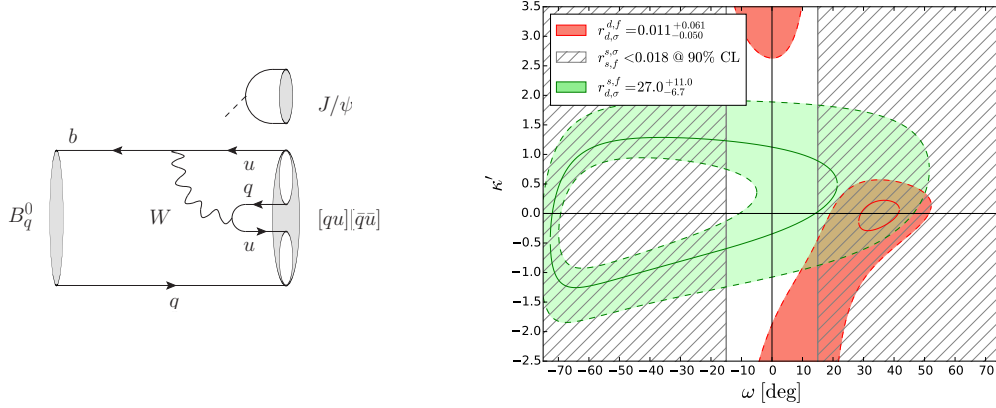 J/ψ
b
u
q
B_q^0
W
[qu][q̄ū]
u
q
r_{d,σ}^{d,f} = 0.011^{+0.061}_{-0.050}
r_{s,f}^{s,σ} < 0.018 @ 90% CL
r_{d,σ}^{s,f} = 27.0^{+11.0}_{-6.7}
κ′
3.5
3.0
2.5
2.0
1.5
1.0
0.5
0.0
−0.5
−1.0
−1.5
−2.0
−2.5
−70 −60 −50 −40 −30 −20 −10 0 10 20 30 40 50 60 70
ω [deg]